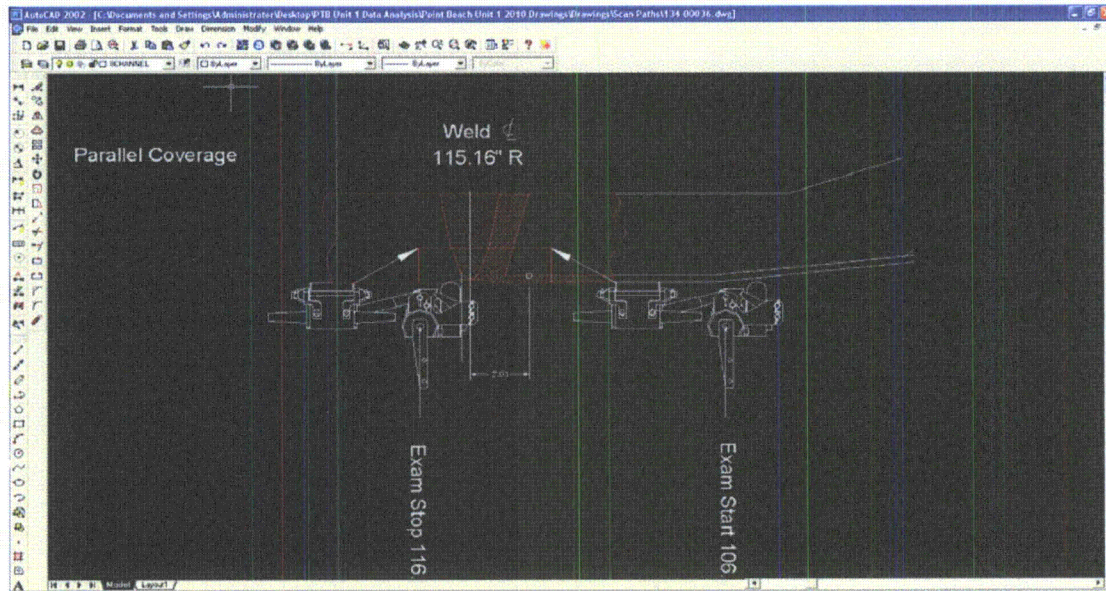 AutoCAD 2002 - [C:\Documents and Settings\Administrator\Desktop\PTB Unit 1 Data Analysis\Point Beach Unit 1 2010 Drawings\Drawings\Scan Paths\134-00036.dwg]
File Edit View Insert Format Tools Draw Dimension Modify Window Help
0CHANNEL ByLayer ByLayer ByLayer ByColor
Weld
115.16" R
Parallel Coverage
Exam Stop 116
Exam Start 106
Model Layout1
A